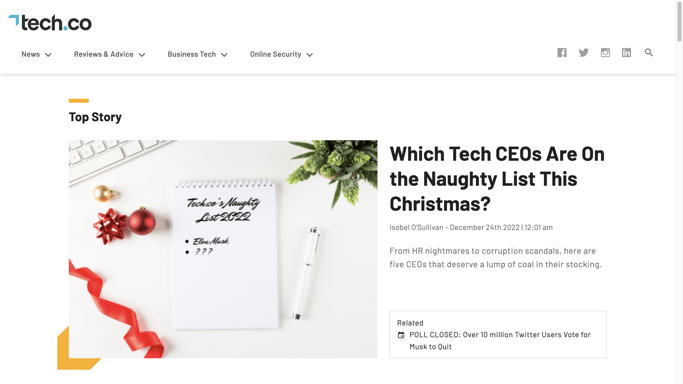 tech.co
News
Reviews & Advice
Business Tech
Online Security
Top Story
Tech.co's Naughty
List 2022
• Elon Musk
• ???
Which Tech CEOs Are On
the Naughty List This
Christmas?
Isobel O'Sullivan - December 24th 2022 | 12:01 am
From HR nightmares to corruption scandals, here are
five CEOs that deserve a lump of coal in their stocking.
Related
POLL CLOSED: Over 10 million Twitter Users Vote for
Musk to Quit